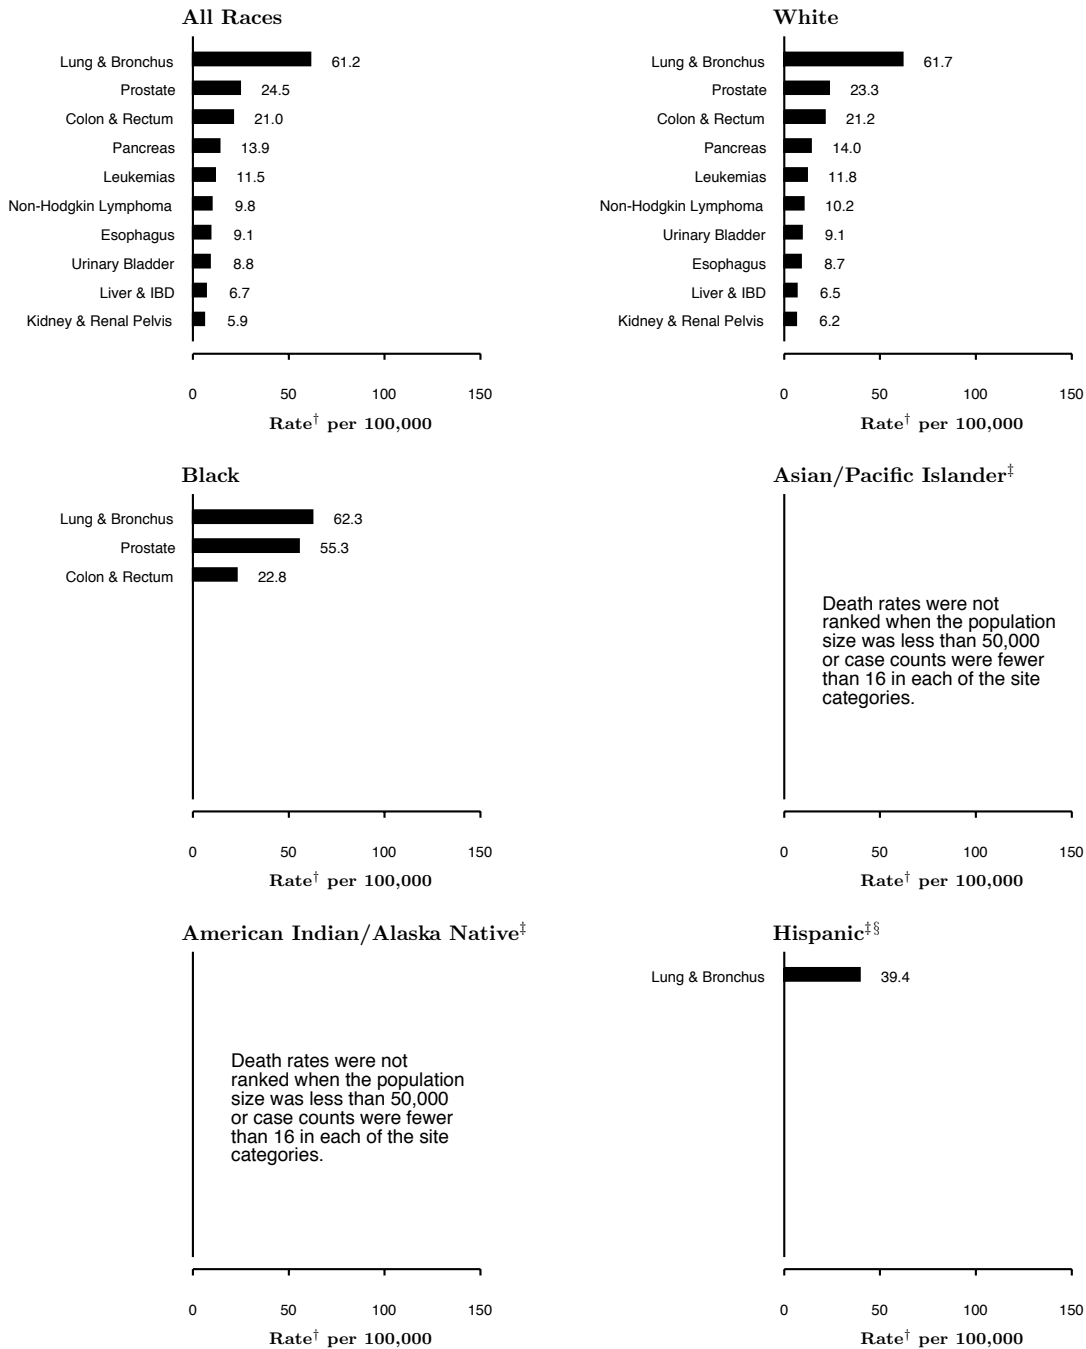 All Races
Lung & Bronchus 61.2
Prostate 24.5
Colon & Rectum 21.0
Pancreas 13.9
Leukemias 11.5
Non-Hodgkin Lymphoma 9.8
Esophagus 9.1
Urinary Bladder 8.8
Liver & IBD 6.7
Kidney & Renal Pelvis 5.9
0 50 100 150
Rate† per 100,000
White
Lung & Bronchus 61.7
Prostate 23.3
Colon & Rectum 21.2
Pancreas 14.0
Leukemias 11.8
Non-Hodgkin Lymphoma 10.2
Urinary Bladder 9.1
Esophagus 8.7
Liver & IBD 6.5
Kidney & Renal Pelvis 6.2
0 50 100 150
Rate† per 100,000
Black
Lung & Bronchus 62.3
Prostate 55.3
Colon & Rectum 22.8
0 50 100 150
Rate† per 100,000
Asian/Pacific Islander‡
Death rates were not
ranked when the population
size was less than 50,000
or case counts were fewer
than 16 in each of the site
categories.
0 50 100 150
Rate† per 100,000
American Indian/Alaska Native‡
Death rates were not
ranked when the population
size was less than 50,000
or case counts were fewer
than 16 in each of the site
categories.
0 50 100 150
Rate† per 100,000
Hispanic‡§
Lung & Bronchus 39.4
0 50 100 150
Rate† per 100,000